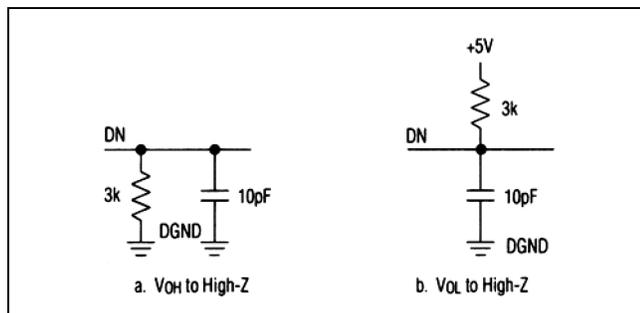 DN
3k
10pF
DGND
a. VOH to High-Z
+5V
3k
DN
10pF
DGND
b. VOL to High-Z